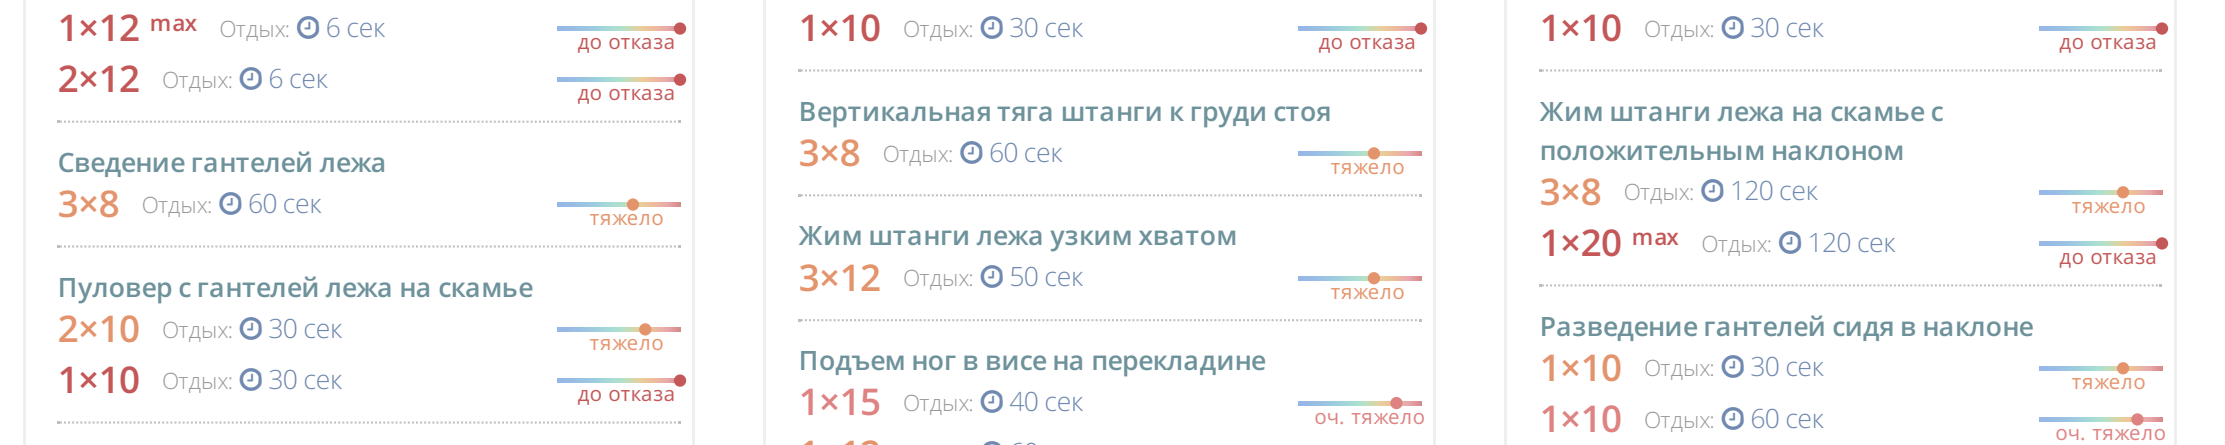 1×12 max Отдых: 6 сек
до отказа
2×12 Отдых: 6 сек
до отказа
Сведение гантелей лежа
3×8 Отдых: 60 сек
тяжело
Пуловер с гантелей лежа на скамье
2×10 Отдых: 30 сек
тяжело
1×10 Отдых: 30 сек
до отказа
1×10 Отдых: 30 сек
до отказа
Вертикальная тяга штанги к груди стоя
3×8 Отдых: 60 сек
тяжело
Жим штанги лежа узким хватом
3×12 Отдых: 50 сек
тяжело
Подъем ног в висе на перекладине
1×15 Отдых: 40 сек
оч. тяжело
1×10 Отдых: 30 сек
до отказа
Жим штанги лежа на скамье с
положительным наклоном
3×8 Отдых: 120 сек
тяжело
1×20 max Отдых: 120 сек
до отказа
Разведение гантелей сидя в наклоне
1×10 Отдых: 30 сек
тяжело
1×10 Отдых: 60 сек
оч. тяжело